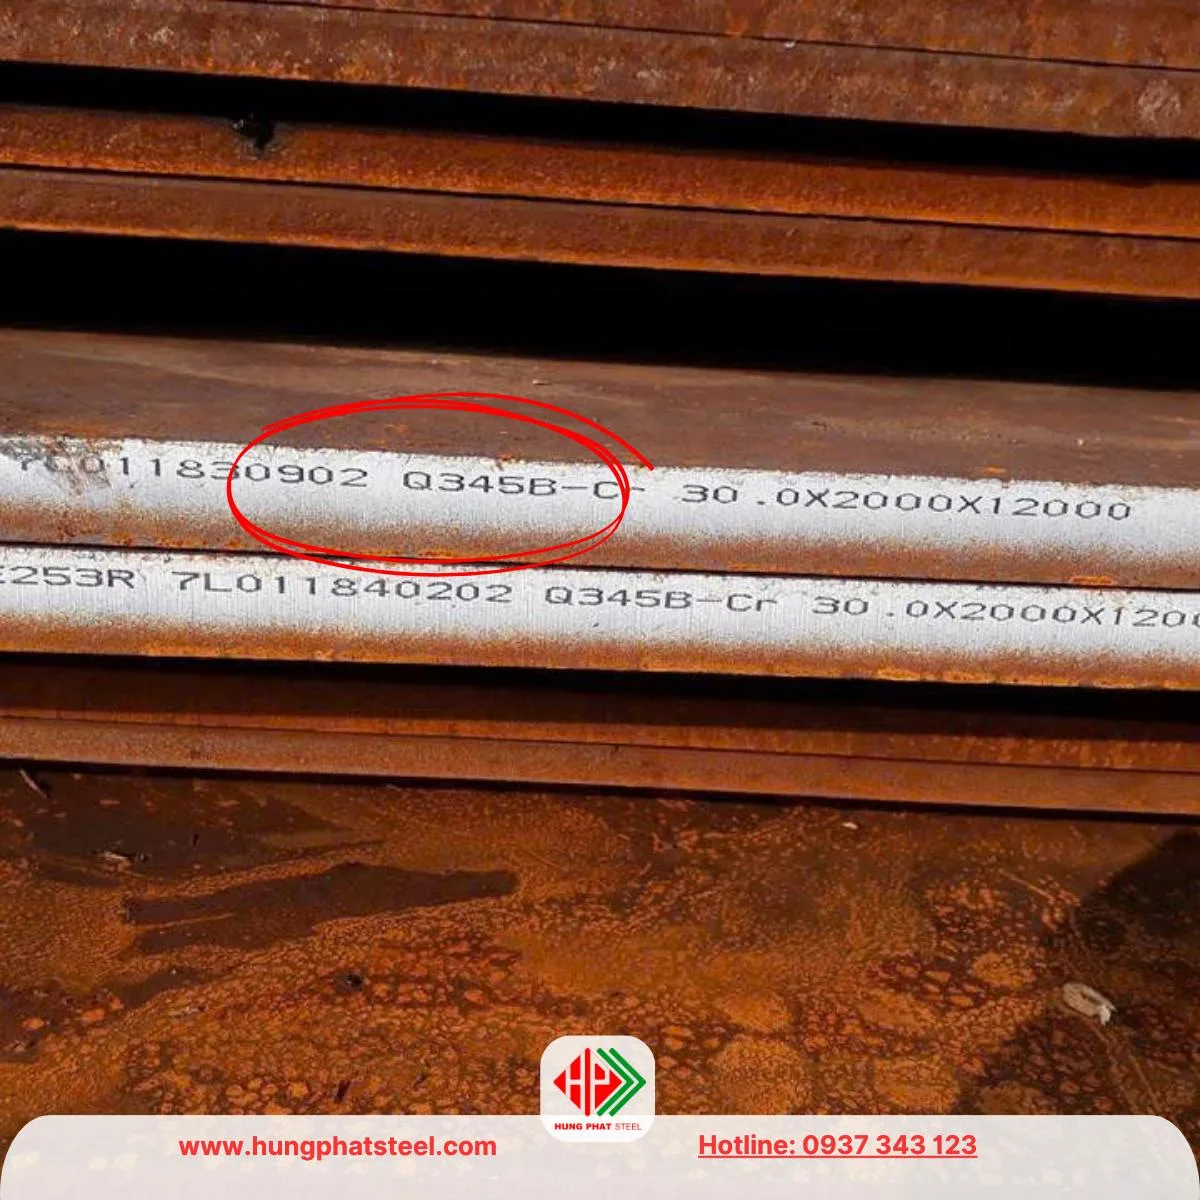 7L011830902 Q345B-Cr 30.0X2000X12000
E253R 7L011840202 Q345B-Cr 30.0X2000X1200
HUNG PHAT STEEL
www.hungphatsteel.com
Hotline: 0937 343 123